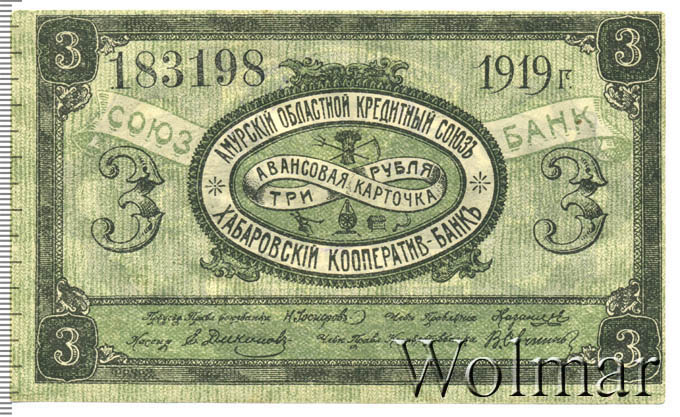 3 3
183198 1919 г.
СОЮЗ БАНК
АМУРСКІЙ ОБЛАСТНОЙ КРЕДИТНЫЙ СОЮЗЪ
АВАНСОВАЯ КАРТОЧКА
ТРИ РУБЛЯ
3 3
ХАБАРОВСКІЙ КООПЕРАТИВ-БАНКЪ
3 3
Wolmar